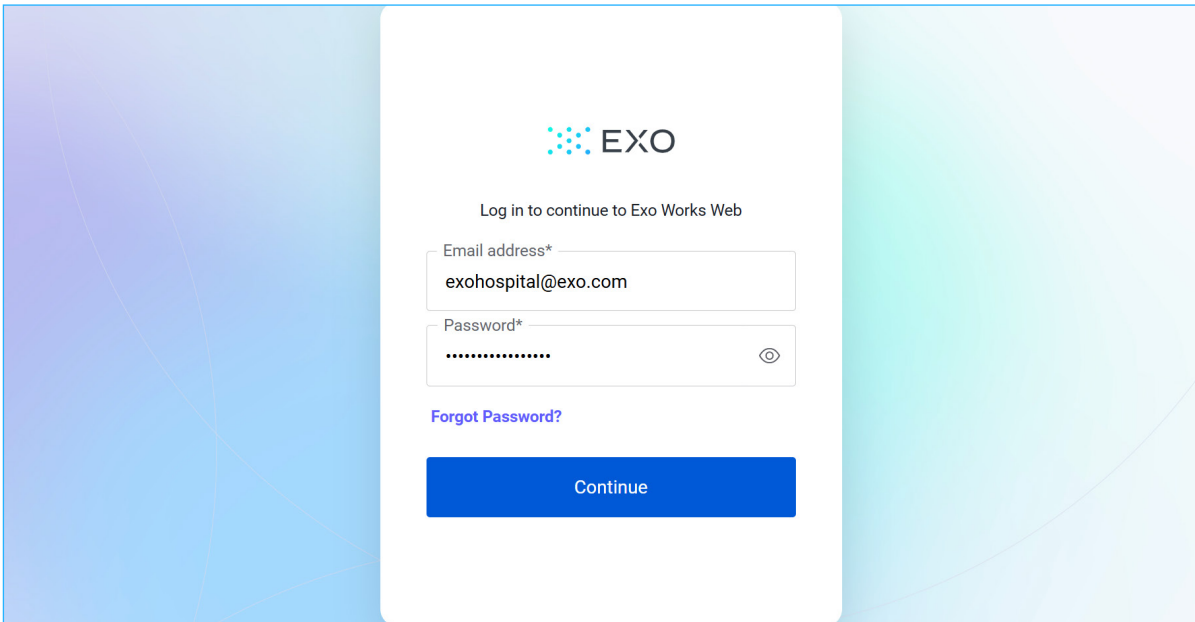 EXO
Log in to continue to Exo Works Web
Email address*
exohospital@exo.com
Password*
•••••••••••••••••
Forgot Password?
Continue